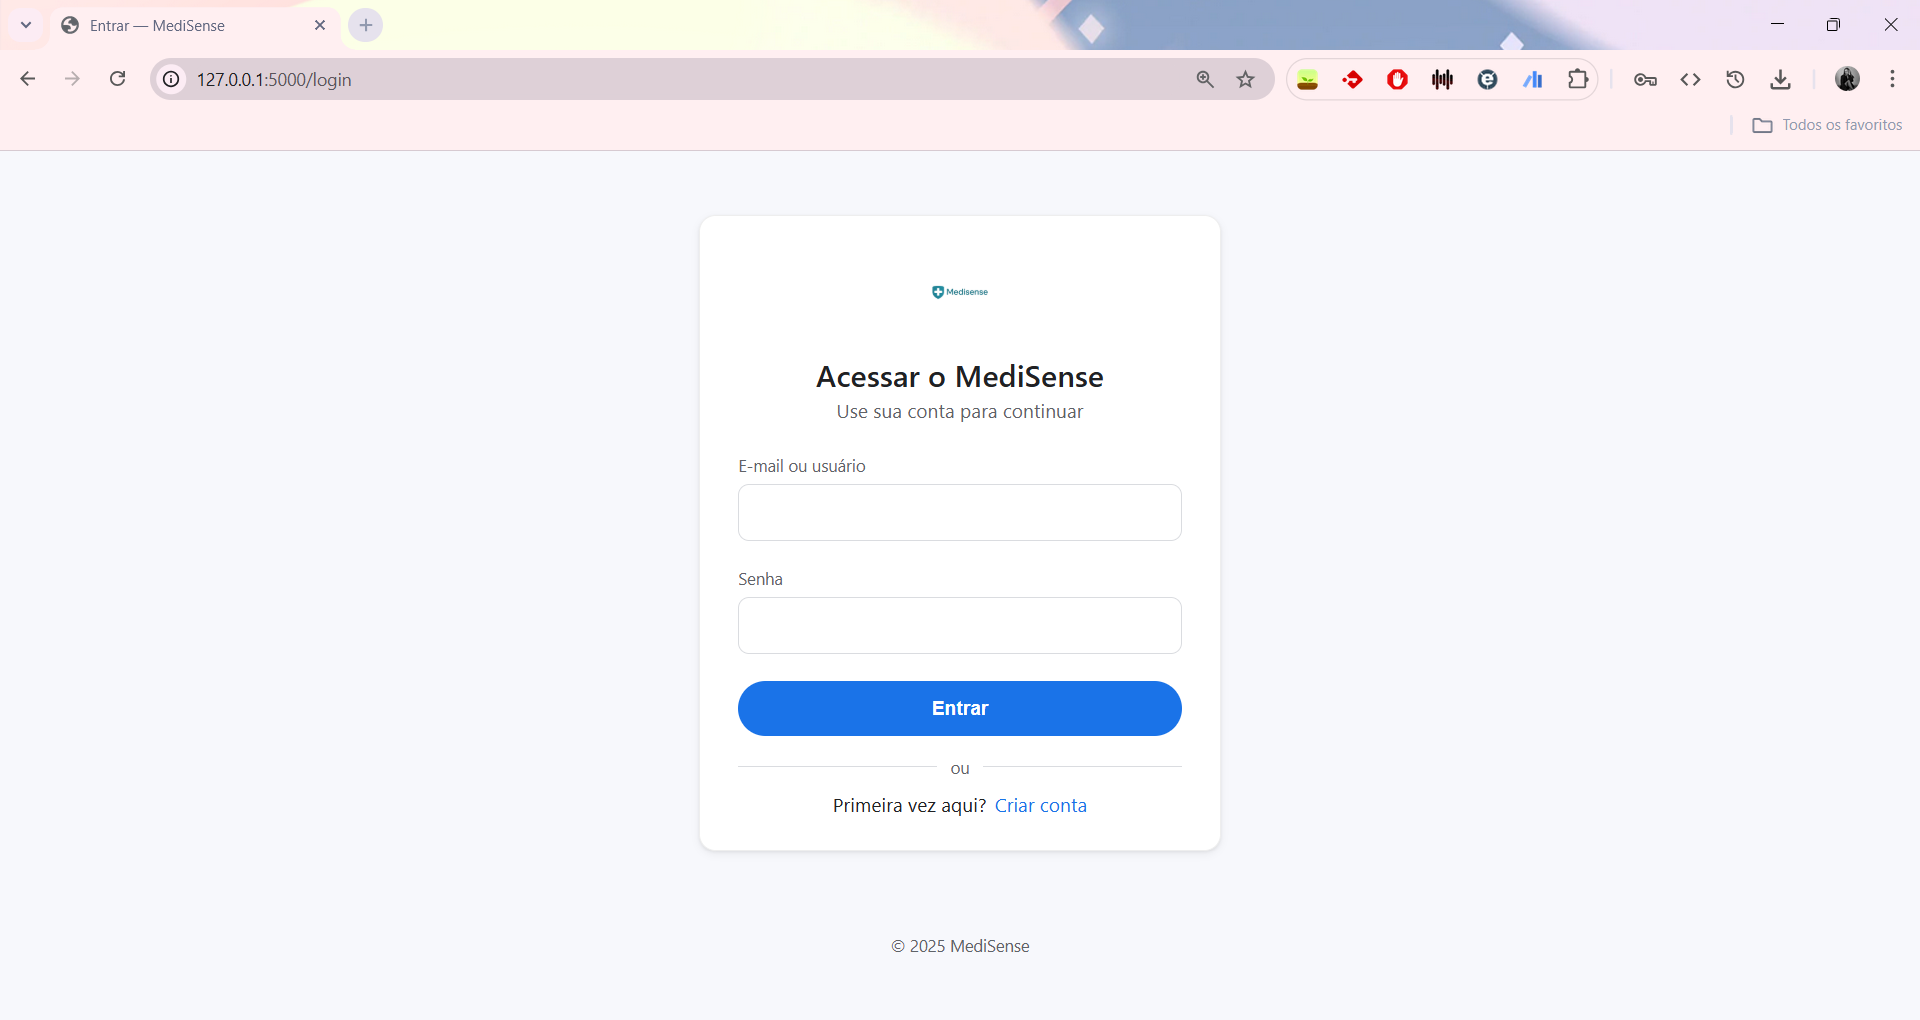 Entrar — MediSense
127.0.0.1:5000/login
Todos os favoritos
Medisense
Acessar o MediSense
Use sua conta para continuar
E-mail ou usuário
Senha
Entrar
ou
Primeira vez aqui? Criar conta
© 2025 MediSense